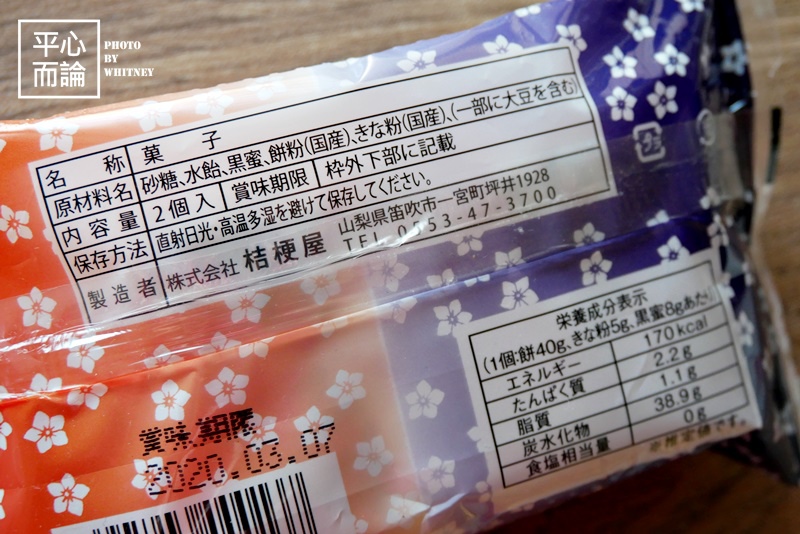 平心
而論
PHOTO
BY
WHITNEY
名 称 菓 子
原材料名 砂糖、水飴、黒蜜、餅粉(国産)、きな粉(国産)、(一部に大豆を含む)
内 容 量 2個入 賞味期限 枠外下部に記載
保存方法 直射日光・高温多湿を避けて保存してください。
製 造 者 株式会社 桔梗屋 山梨県笛吹市一宮町坪井1928
TEL 0553-47-3700
栄養成分表示
(1個:餅40g、きな粉5g、黒蜜8gあたり)
エネルギー 170kcal
たんぱく質 2.2g
脂質 1.1g
炭水化物 38.9g
食塩相当量 0g
※推定値です。
賞味期限
2020.03.07